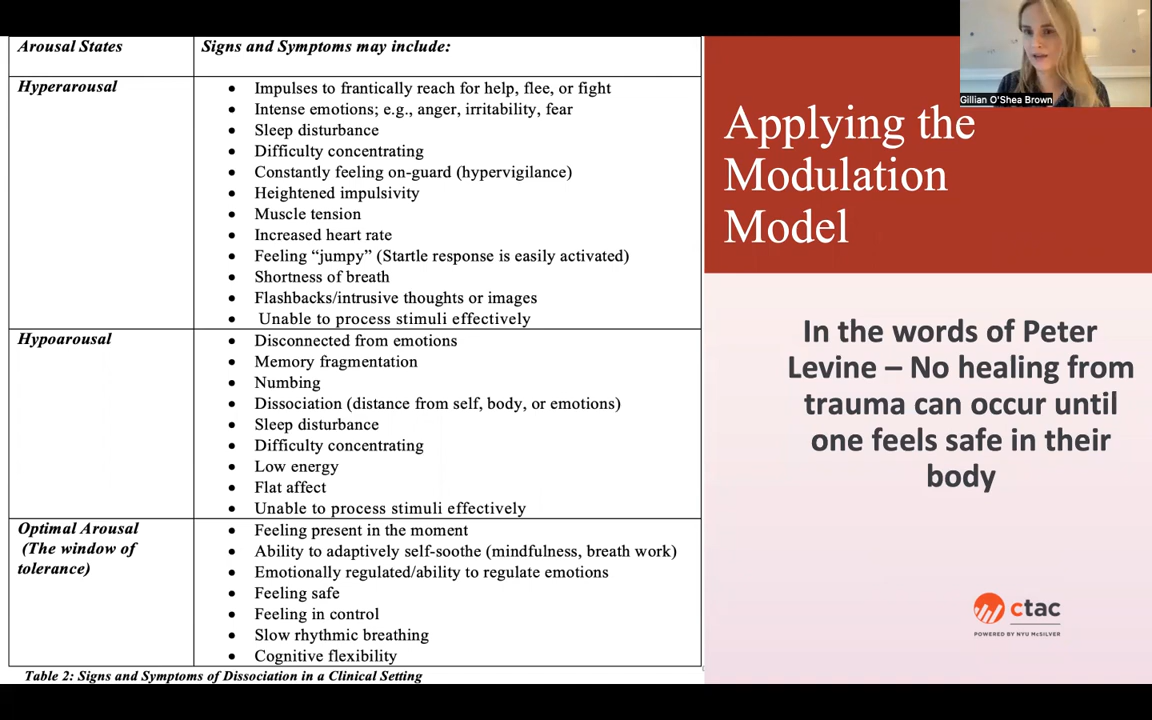 Arousal States
Signs and Symptoms may include:
Hyperarousal
• Impulses to frantically reach for help, flee, or fight
• Intense emotions; e.g., anger, irritability, fear
• Sleep disturbance
• Difficulty concentrating
• Constantly feeling on-guard (hypervigilance)
• Heightened impulsivity
• Muscle tension
• Increased heart rate
• Feeling “jumpy” (Startle response is easily activated)
• Shortness of breath
• Flashbacks/intrusive thoughts or images
• Unable to process stimuli effectively
Hypoarousal
• Disconnected from emotions
• Memory fragmentation
• Numbing
• Dissociation (distance from self, body, or emotions)
• Sleep disturbance
• Difficulty concentrating
• Low energy
• Flat affect
• Unable to process stimuli effectively
Optimal Arousal
(The window of
tolerance)
• Feeling present in the moment
• Ability to adaptively self-soothe (mindfulness, breath work)
• Emotionally regulated/ability to regulate emotions
• Feeling safe
• Feeling in control
• Slow rhythmic breathing
• Cognitive flexibility
Table 2: Signs and Symptoms of Dissociation in a Clinical Setting
Gillian O'Shea Brown
Applying the
Modulation
Model
In the words of Peter
Levine – No healing from
trauma can occur until
one feels safe in their
body
ctac
POWERED BY NYU McSILVER